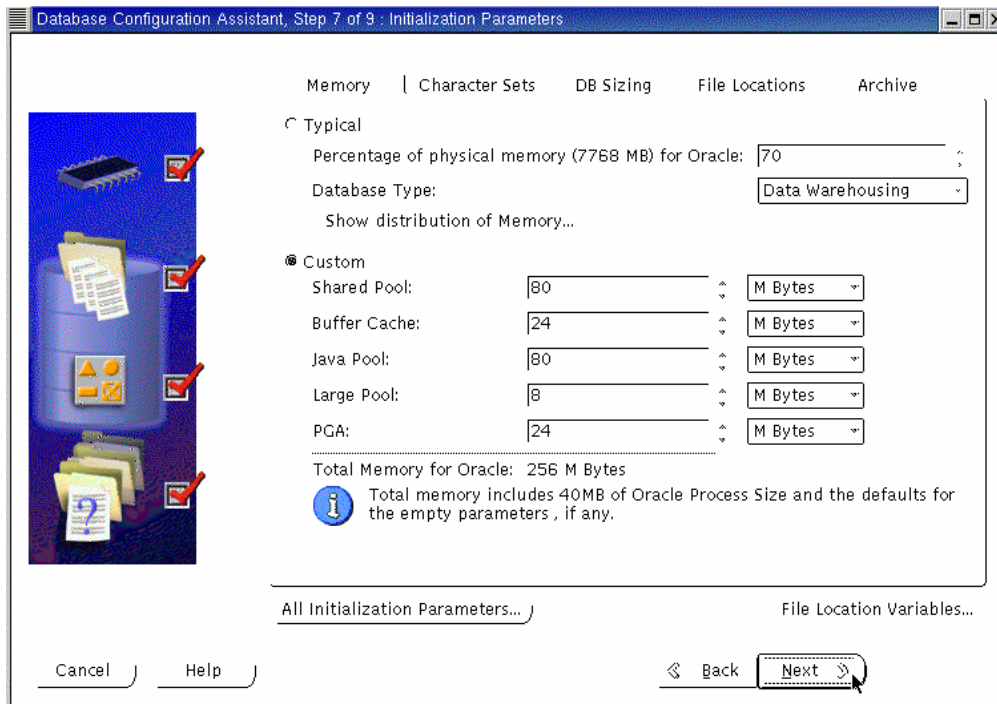 Database Configuration Assistant, Step 7 of 9 : Initialization Parameters
Memory Character Sets DB Sizing File Locations Archive
Typical
Percentage of physical memory (7768 MB) for Oracle: 70
Database Type: Data Warehousing
Show distribution of Memory...
Custom
Shared Pool: 80 M Bytes
Buffer Cache: 24 M Bytes
Java Pool: 80 M Bytes
Large Pool: 8 M Bytes
PGA: 24 M Bytes
Total Memory for Oracle: 256 M Bytes
Total memory includes 40MB of Oracle Process Size and the defaults for
the empty parameters , if any.
All Initialization Parameters... File Location Variables...
Cancel Help Back Next